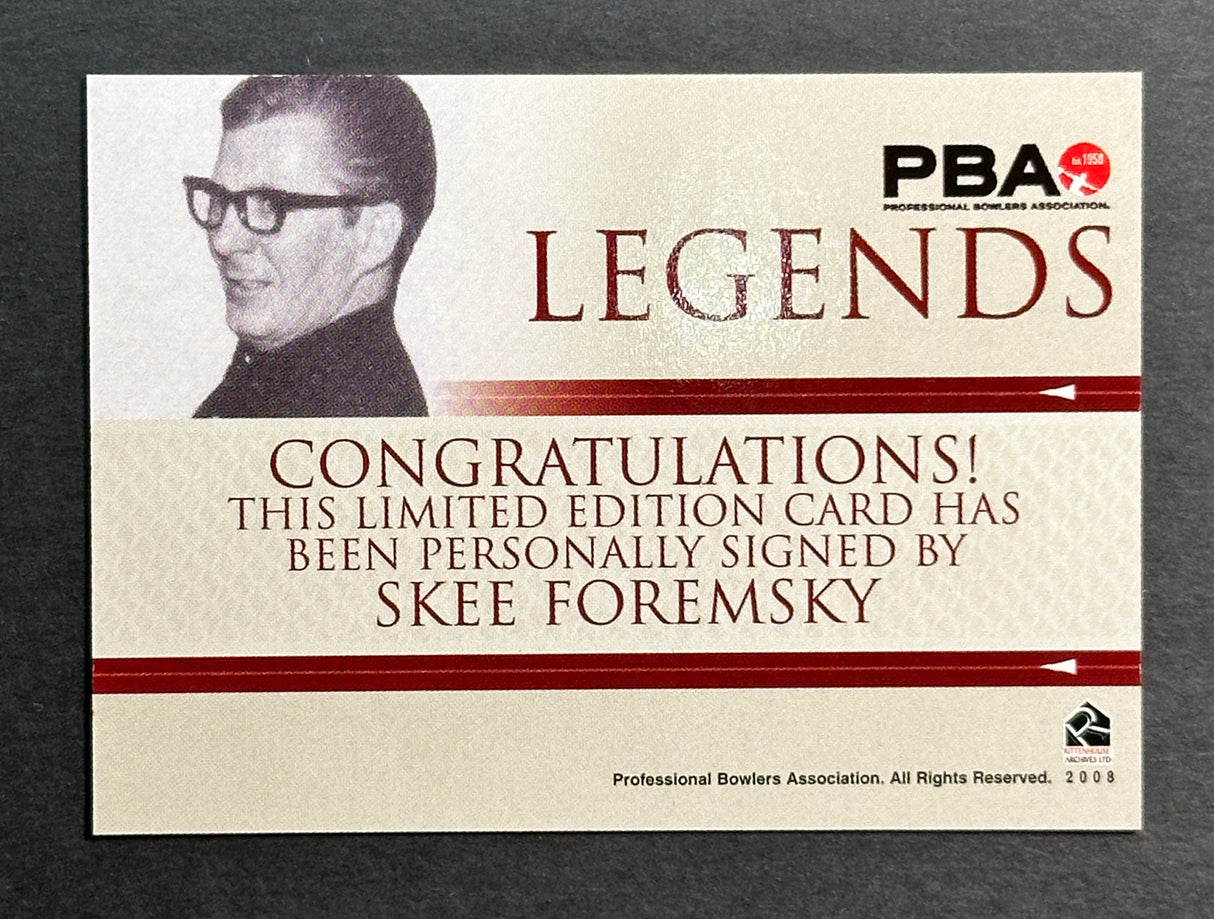 PBA
Est. 1958
PROFESSIONAL BOWLERS ASSOCIATION.
LEGENDS
CONGRATULATIONS!
THIS LIMITED EDITION CARD HAS
BEEN PERSONALLY SIGNED BY
SKEE FOREMSKY
RITTENHOUSE
ARCHIVES LTD
Professional Bowlers Association. All Rights Reserved. 2008